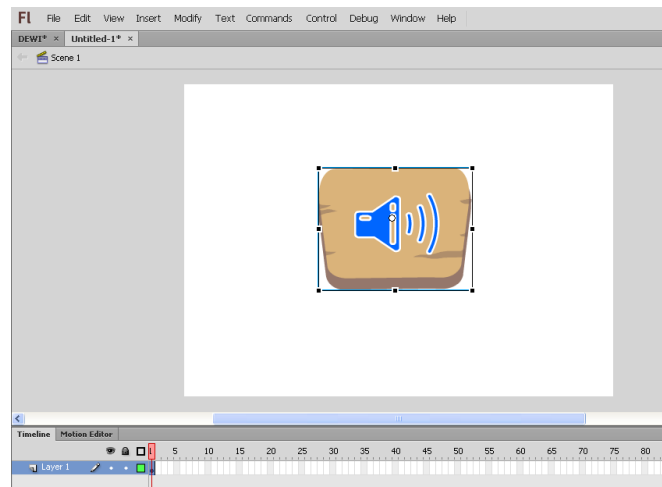 Fl File Edit View Insert Modify Text Commands Control Debug Window Help
DEWI* × Untitled-1* ×
Scene 1
Timeline Motion Editor
1 5 10 15 20 25 30 35 40 45 50 55 60 65 70 75 80
Layer 1